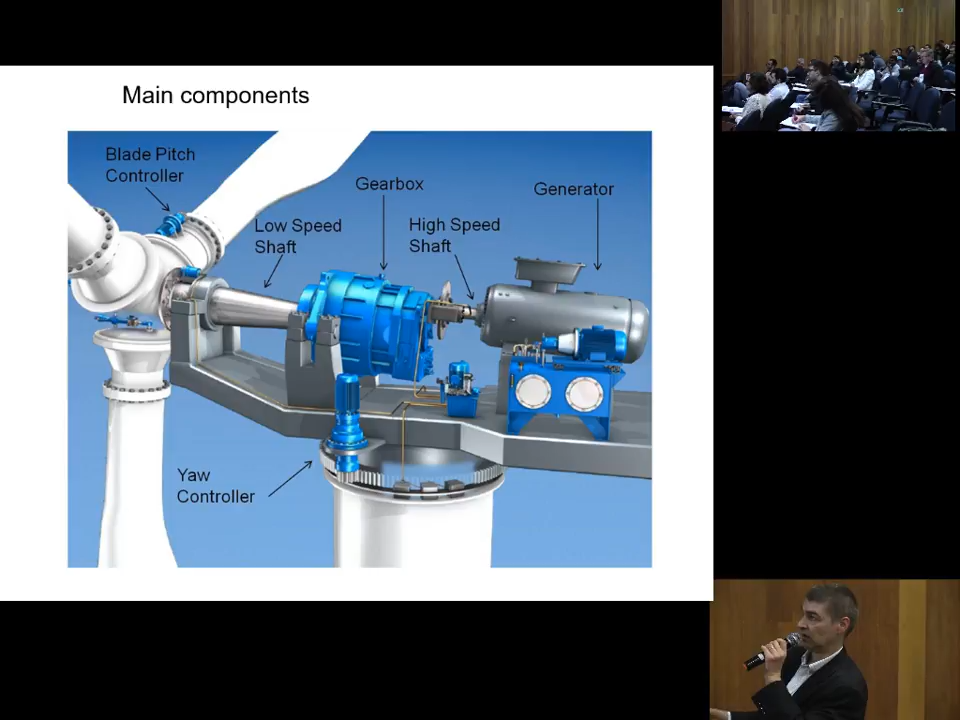 Main components
Blade Pitch
Controller
Gearbox
Generator
Low Speed
Shaft
High Speed
Shaft
Yaw
Controller